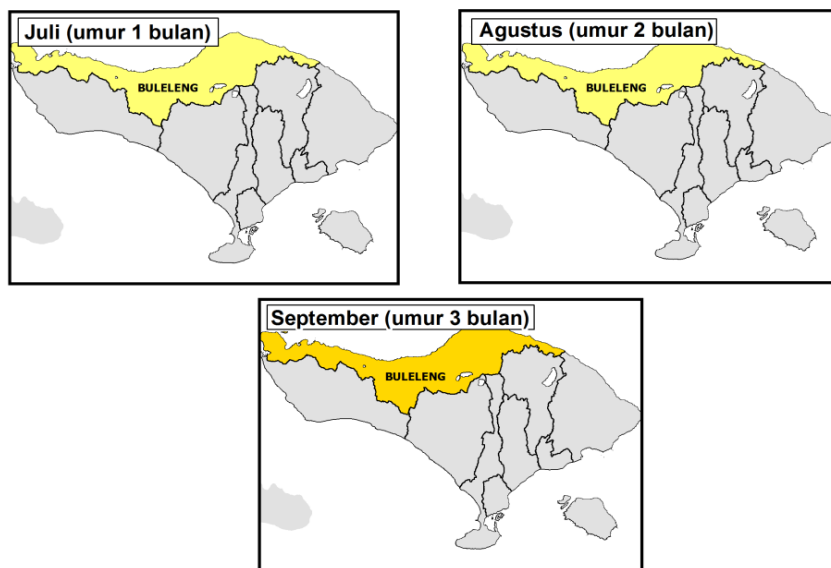 Juli (umur 1 bulan)
BULELENG
Agustus (umur 2 bulan)
BULELENG
September (umur 3 bulan)
BULELENG